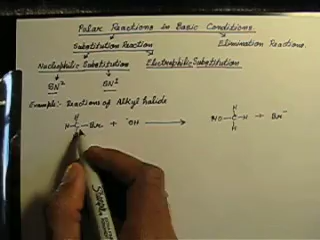 Polar Reactions in Basic Conditions.
Substitution Reaction Elimination Reactions.
Nucleophilic Substitution Electrophilic Substitution
SN¹ SN²
Example:- Reactions of Alkyl halide
H
H-C-Br + ⁻OH → HO-C-H + Br⁻
H
H
Sharpie